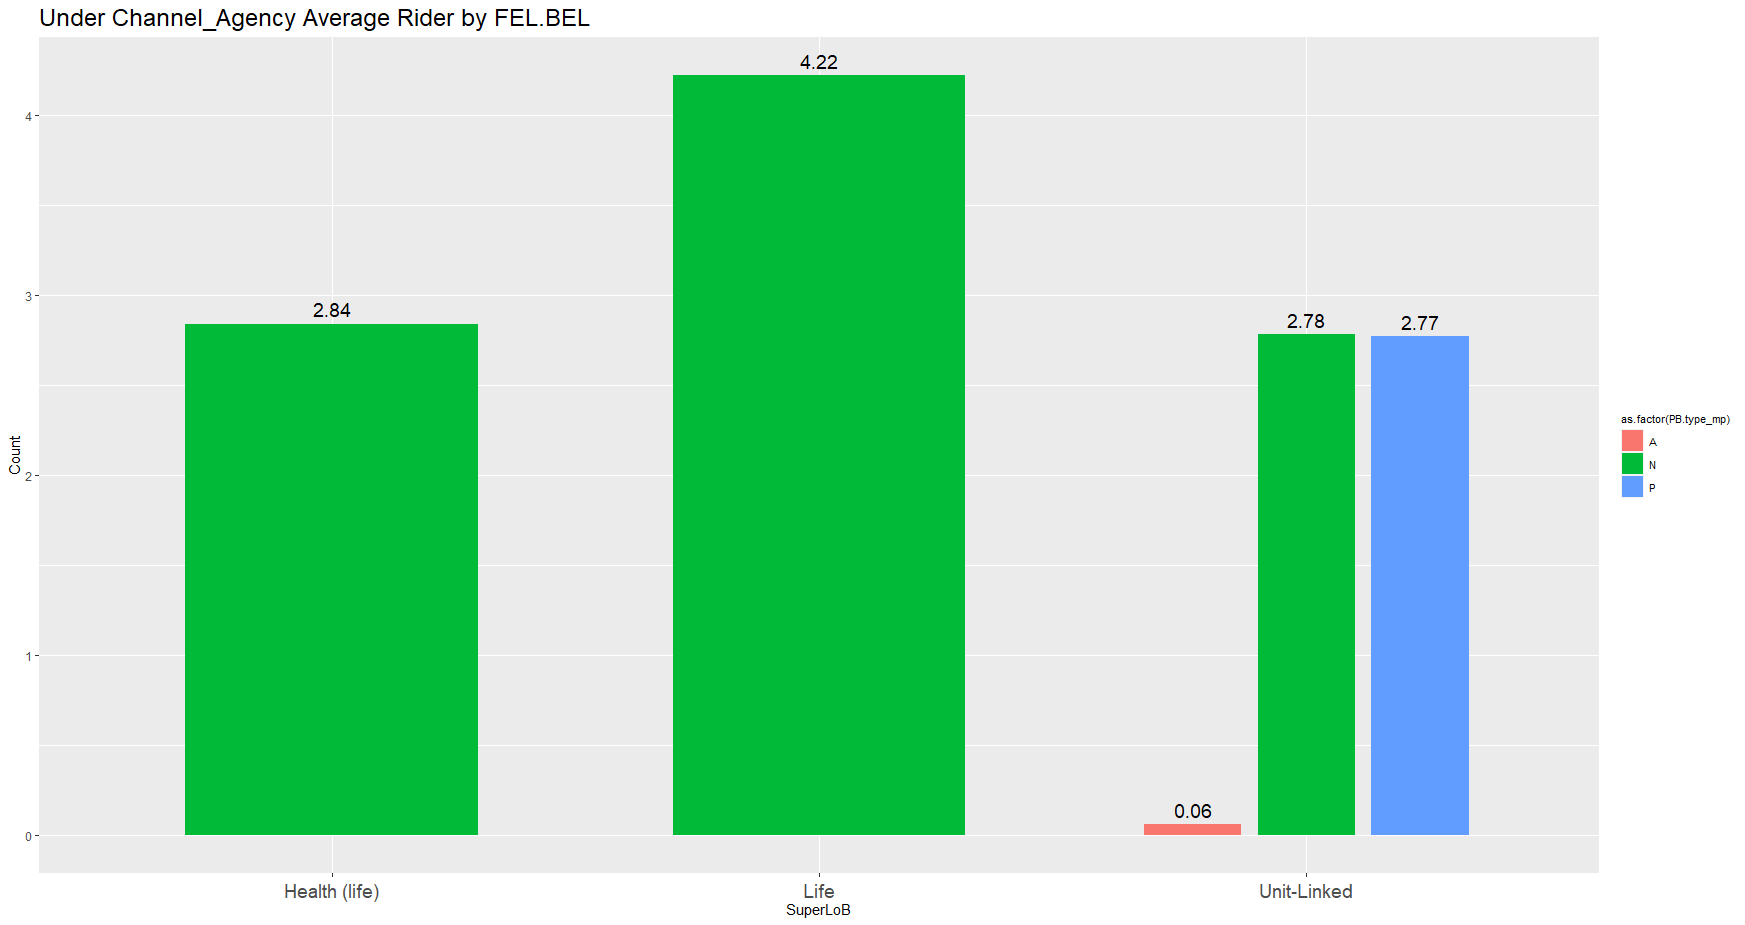 Under Channel_Agency Average Rider by FEL.BEL
4.22
2.84
2.78
2.77
0.06
4
3
2
1
0
Count
Health (life)
Life
Unit-Linked
SuperLoB
as.factor(PB.type_mp)
A
N
P